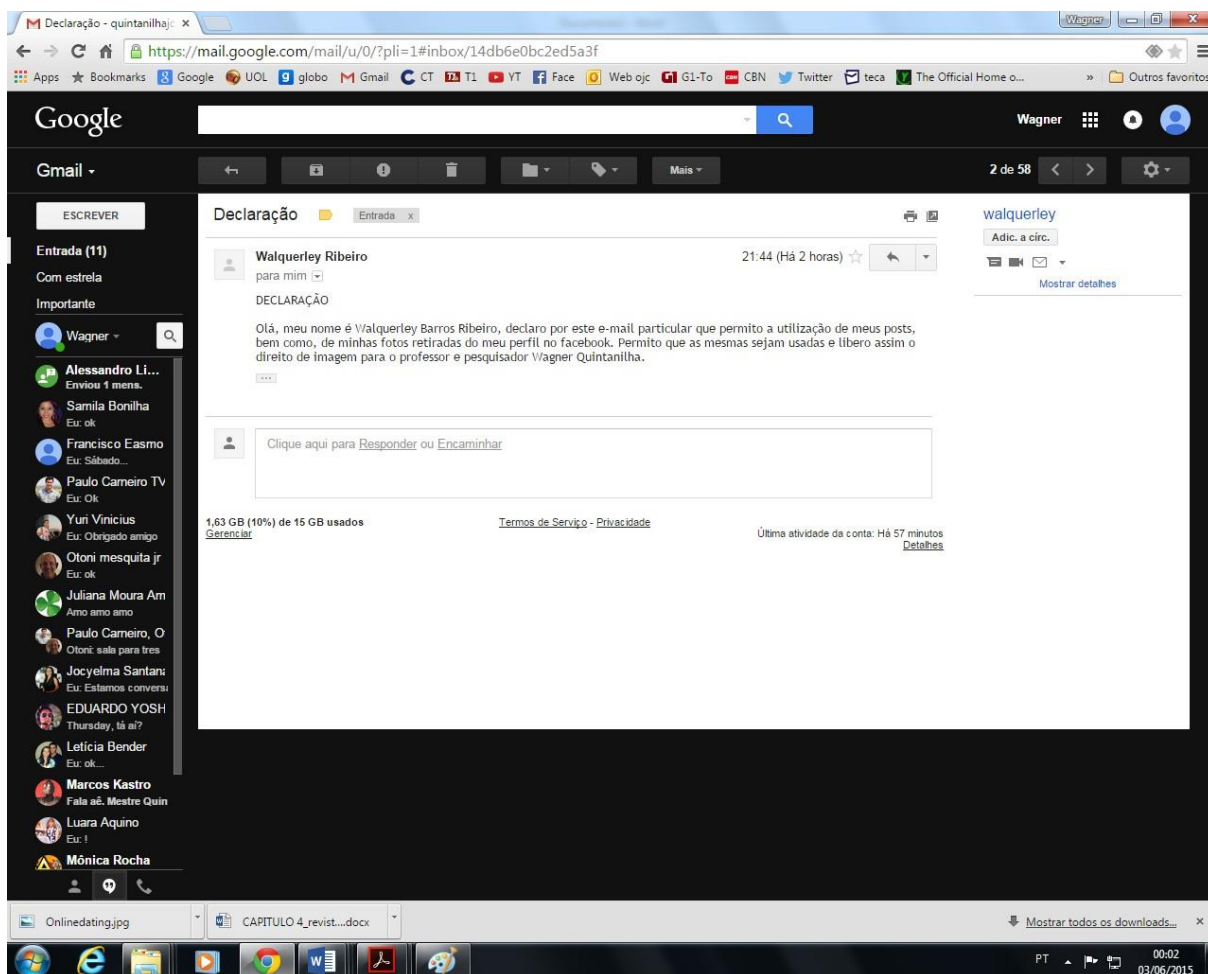 Declaração - quintanilhajc
Wagner
https://mail.google.com/mail/u/0/?pli=1#inbox/14db6e0bc2ed5a3f
Apps Bookmarks Google UOL globo Gmail CT T1 YT Face Web ojc G1-To CBN Twitter teca The Official Home o... » Outros favoritos
Google
Wagner
Gmail
Mais
2 de 58
ESCREVER
Declaração
Entrada x
walquerley
Adic. a círc.
Mostrar detalhes
Entrada (11)
Com estrela
Importante
Wagner
Walquerley Ribeiro
21:44 (Há 2 horas)
para mim
DECLARAÇÃO
Olá, meu nome é Walquerley Barros Ribeiro, declaro por este e-mail particular que permito a utilização de meus posts,
bem como, de minhas fotos retiradas do meu perfil no facebook. Permito que as mesmas sejam usadas e libero assim o
direito de imagem para o professor e pesquisador Wagner Quintanilha.
Clique aqui para Responder ou Encaminhar
1,63 GB (10%) de 15 GB usados
Gerenciar
Termos de Serviço - Privacidade
Última atividade da conta: Há 57 minutos
Detalhes
Alessandro Li...
Enviou 1 mens.
Samila Bonilha
Eu: ok
Francisco Easmo
Eu: Sábado...
Paulo Carneiro TV
Eu: Ok
Yuri Vinicius
Eu: Obrigado amigo
Otoni mesquita jr
Eu: ok
Juliana Moura Am
Amo amo amo
Paulo Carneiro, O
Otoni: sala para tres
Jocyelma Santana
Eu: Estamos conversa
EDUARDO YOSH
Thursday, tá aí?
Letícia Bender
Eu: ok...
Marcos Kastro
Fala aê. Mestre Quin
Luara Aquino
Eu: !
Mônica Rocha
Onlinedating.jpg
CAPITULO 4_revist....docx
Mostrar todos os downloads...
PT
00:02
03/06/2015